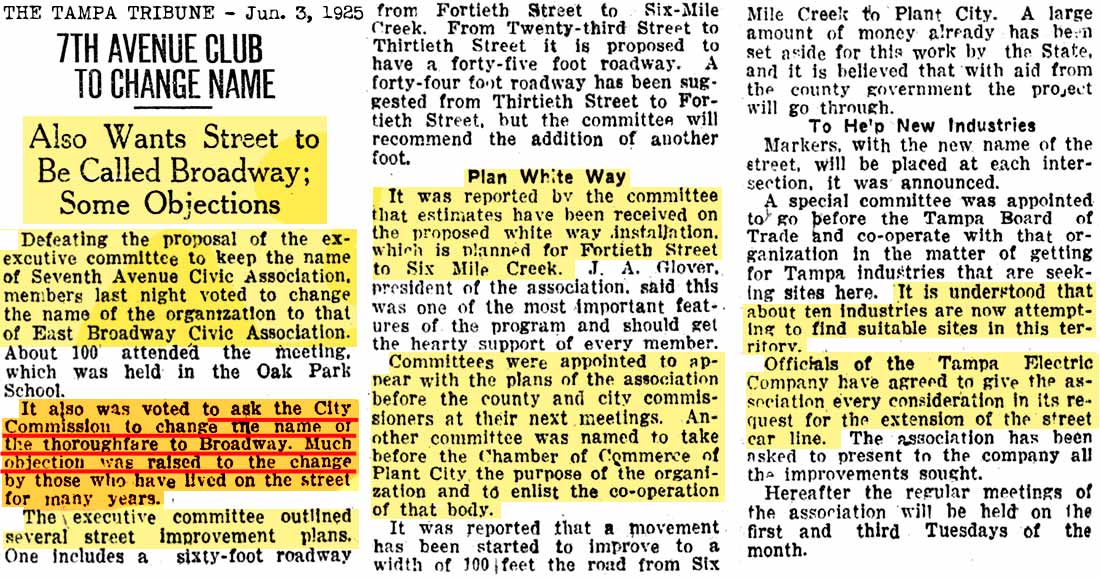 THE TAMPA TRIBUNE - Jun. 3, 1925
7TH AVENUE CLUB
TO CHANGE NAME
Also Wants Street to
Be Called Broadway;
Some Objections
Defeating the proposal of the ex-
executive committee to keep the name
of Seventh Avenue Civic Association,
members last night voted to change
the name of the organization to that
of East Broadway Civic Association.
About 100 attended the meeting,
which was held in the Oak Park
School.
It also was voted to ask the City
Commission to change the name of
the thoroughfare to Broadway. Much
objection was raised to the change
by those who have lived on the street
for many years.
The executive committee outlined
several street improvement plans.
One includes a sixty-foot roadway
from Fortieth Street to Six-Mile
Creek. From Twenty-third Street to
Thirtieth Street it is proposed to
have a forty-five foot roadway. A
forty-four foot roadway has been sug-
gested from Thirtieth Street to For-
tieth Street, but the committee will
recommend the addition of another
foot.
Plan White Way
It was reported by the committee
that estimates have been received on
the proposed white way installation,
which is planned for Fortieth Street
to Six Mile Creek. J. A. Glover,
president of the association, said this
was one of the most important feat-
ures of the program and should get
the hearty support of every member.
Committees were appointed to ap-
pear with the plans of the association
before the county and city commis-
sioners at their next meetings. An-
other committee was named to take
before the Chamber of Commerce of
Plant City the purpose of the organi-
zation and to enlist the co-operation
of that body.
It was reported that a movement
has been started to improve to a
width of 100 feet the road from Six
Mile Creek to Plant City. A large
amount of money already has been
set aside for this work by the State,
and it is believed that with aid from
the county government the project
will go through.
To Help New Industries
Markers, with the new name of the
street, will be placed at each inter-
section, it was announced.
A special committee was appointed
to go before the Tampa Board of
Trade and co-operate with that or-
ganization in the matter of getting
for Tampa industries that are seek-
ing sites here. It is understood that
about ten industries are now attempt-
ing to find suitable sites in this ter-
ritory.
Officials of the Tampa Electric
Company have agreed to give the as-
sociation every consideration in its re-
quest for the extension of the street
car line. The association has been
asked to present to the company all
the improvements sought.
Hereafter the regular meetings of
the association will be held on the
first and third Tuesdays of the
month.